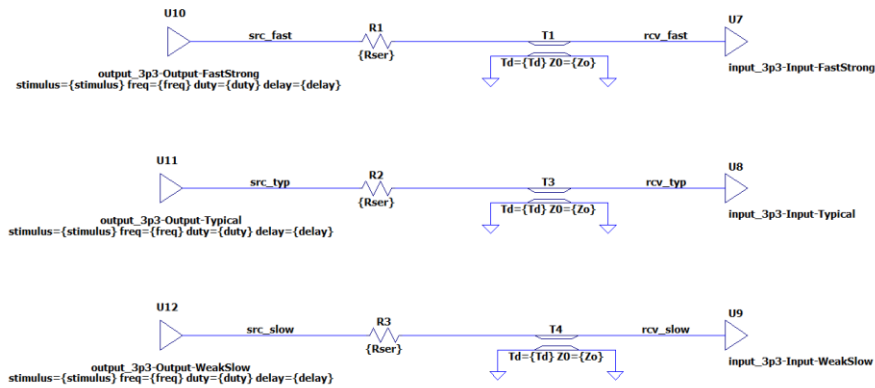 U10
src_fast
R1
{Rser}
T1
Td={Td} Z0={Zo}
rcv_fast
U7
output_3p3-Output-FastStrong
stimulus={stimulus} freq={freq} duty={duty} delay={delay}
input_3p3-Input-FastStrong
U11
src_typ
R2
{Rser}
T3
Td={Td} Z0={Zo}
rcv_typ
U8
output_3p3-Output-Typical
stimulus={stimulus} freq={freq} duty={duty} delay={delay}
input_3p3-Input-Typical
U12
src_slow
R3
{Rser}
T4
Td={Td} Z0={Zo}
rcv_slow
U9
output_3p3-Output-WeakSlow
stimulus={stimulus} freq={freq} duty={duty} delay={delay}
input_3p3-Input-WeakSlow